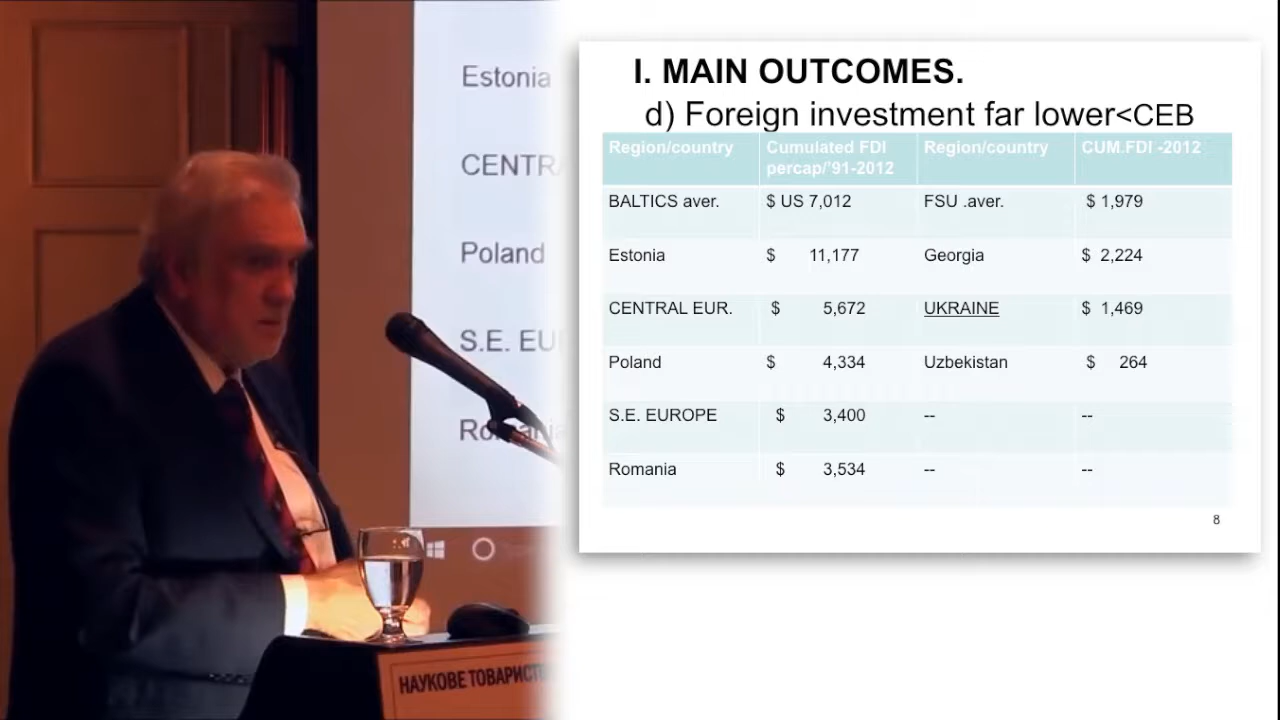 Estonia
CENTR
Poland
S.E. EU
НАУКОВЕ ТОВАРИСТ
I. MAIN OUTCOMES.
d) Foreign investment far lower<CEB
Region/country Cumulated FDI percap/'91-2012 Region/country CUM.FDI -2012
BALTICS aver. $ US 7,012 FSU .aver. $ 1,979
Estonia $ 11,177 Georgia $ 2,224
CENTRAL EUR. $ 5,672 UKRAINE $ 1,469
Poland $ 4,334 Uzbekistan $ 264
S.E. EUROPE $ 3,400 -- --
Romania $ 3,534 -- --
8